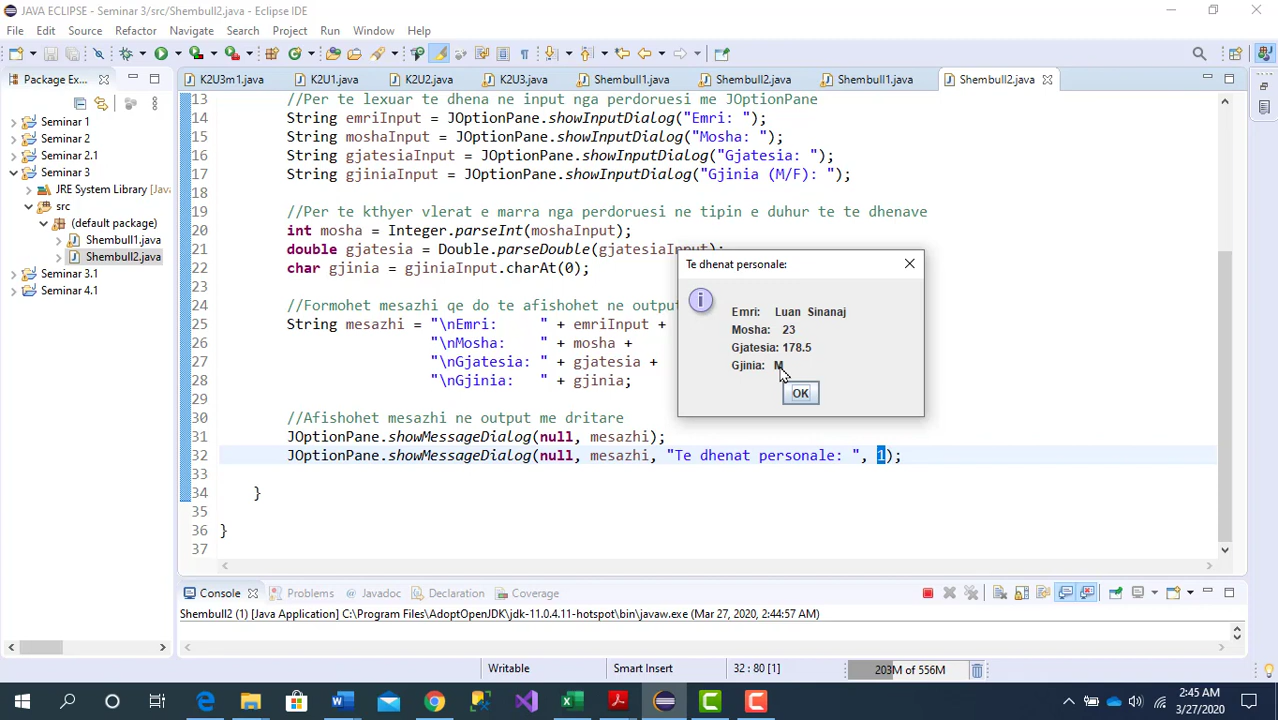 JAVA ECLIPSE - Seminar 3/src/Shembull2.java - Eclipse IDE
File Edit Source Refactor Navigate Search Project Run Window Help
Package Ex...
K2U3m1.java K2U1.java K2U2.java K2U3.java Shembull1.java Shembull2.java Shembull1.java Shembull2.java
Seminar 1
Seminar 2
Seminar 2.1
Seminar 3
JRE System Library [Java
src
(default package)
Shembull1.java
Shembull2.java
Seminar 3.1
Seminar 4.1
13 //Per te lexuar te dhena ne input nga perdoruesi me JOptionPane
14 String emriInput = JOptionPane.showInputDialog("Emri: ");
15 String moshaInput = JOptionPane.showInputDialog("Mosha: ");
16 String gjatesiaInput = JOptionPane.showInputDialog("Gjatesia: ");
17 String gjiniaInput = JOptionPane.showInputDialog("Gjinia (M/F): ");
18
19 //Per te kthyer vlerat e marra nga perdoruesi ne tipin e duhur te te dhenave
20 int mosha = Integer.parseInt(moshaInput);
21 double gjatesia = Double.parseDouble(gjatesiaInput);
22 char gjinia = gjiniaInput.charAt(0);
23
24 //Formohet mesazhi qe do te afishohet ne output
25 String mesazhi = "\nEmri: " + emriInput +
26 "\nMosha: " + mosha +
27 "\nGjatesia: " + gjatesia +
28 "\nGjinia: " + gjinia;
29
30 //Afishohet mesazhi ne output me dritare
31 JOptionPane.showMessageDialog(null, mesazhi);
32 JOptionPane.showMessageDialog(null, mesazhi, "Te dhenat personale: ", 1);
33
34 }
35
36 }
37
Te dhenat personale:
Emri: Luan Sinanaj
Mosha: 23
Gjatesia: 178.5
Gjinia: M
OK
Console Problems Javadoc Declaration Coverage
Shembull2 (1) [Java Application] C:\Program Files\AdoptOpenJDK\jdk-11.0.4.11-hotspot\bin\javaw.exe (Mar 27, 2020, 2:44:57 AM)
Writable Smart Insert 32 : 80 [1] 203M of 556M
2:45 AM
3/27/2020